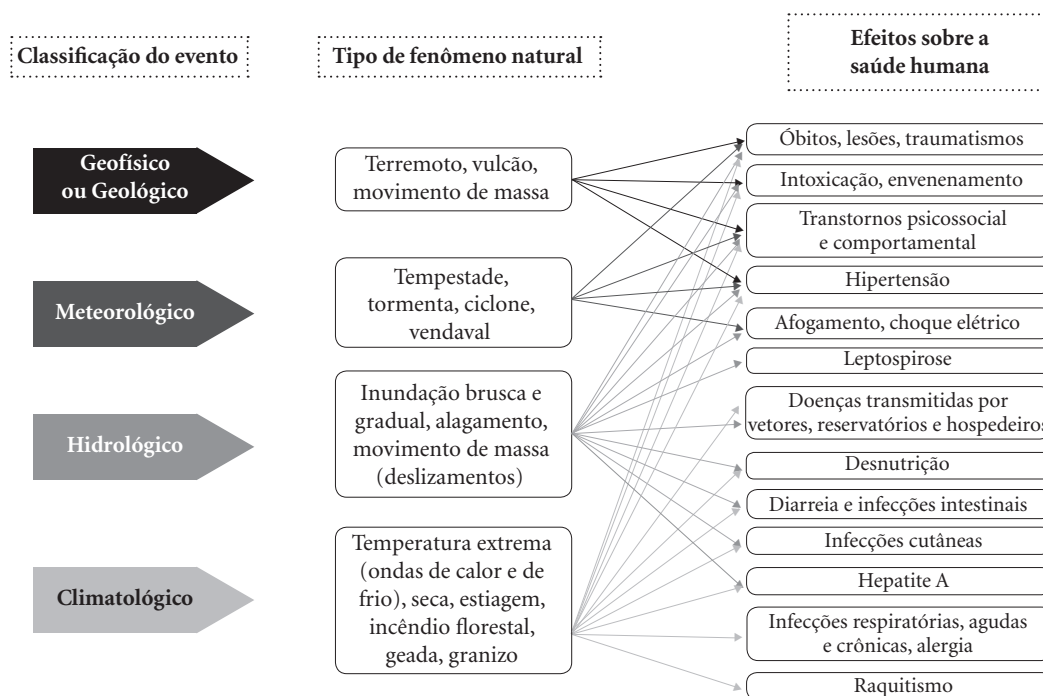 Classificação do evento
Tipo de fenômeno natural
Efeitos sobre a
saúde humana
Geofísico
ou Geológico
Meteorológico
Hidrológico
Climatológico
Terremoto, vulcão,
movimento de massa
Tempestade,
tormenta, ciclone,
vendaval
Inundação brusca e
gradual, alagamento,
movimento de massa
(deslizamentos)
Temperatura extrema
(ondas de calor e de
frio), seca, estiagem,
incêndio florestal,
geada, granizo
Óbitos, lesões, traumatismos
Intoxicação, envenenamento
Transtornos psicossocial
e comportamental
Hipertensão
Afogamento, choque elétrico
Leptospirose
Doenças transmitidas por
vetores, reservatórios e hospedeiros
Desnutrição
Diarreia e infecções intestinais
Infecções cutâneas
Hepatite A
Infecções respiratórias, agudas
e crônicas, alergia
Raquitismo